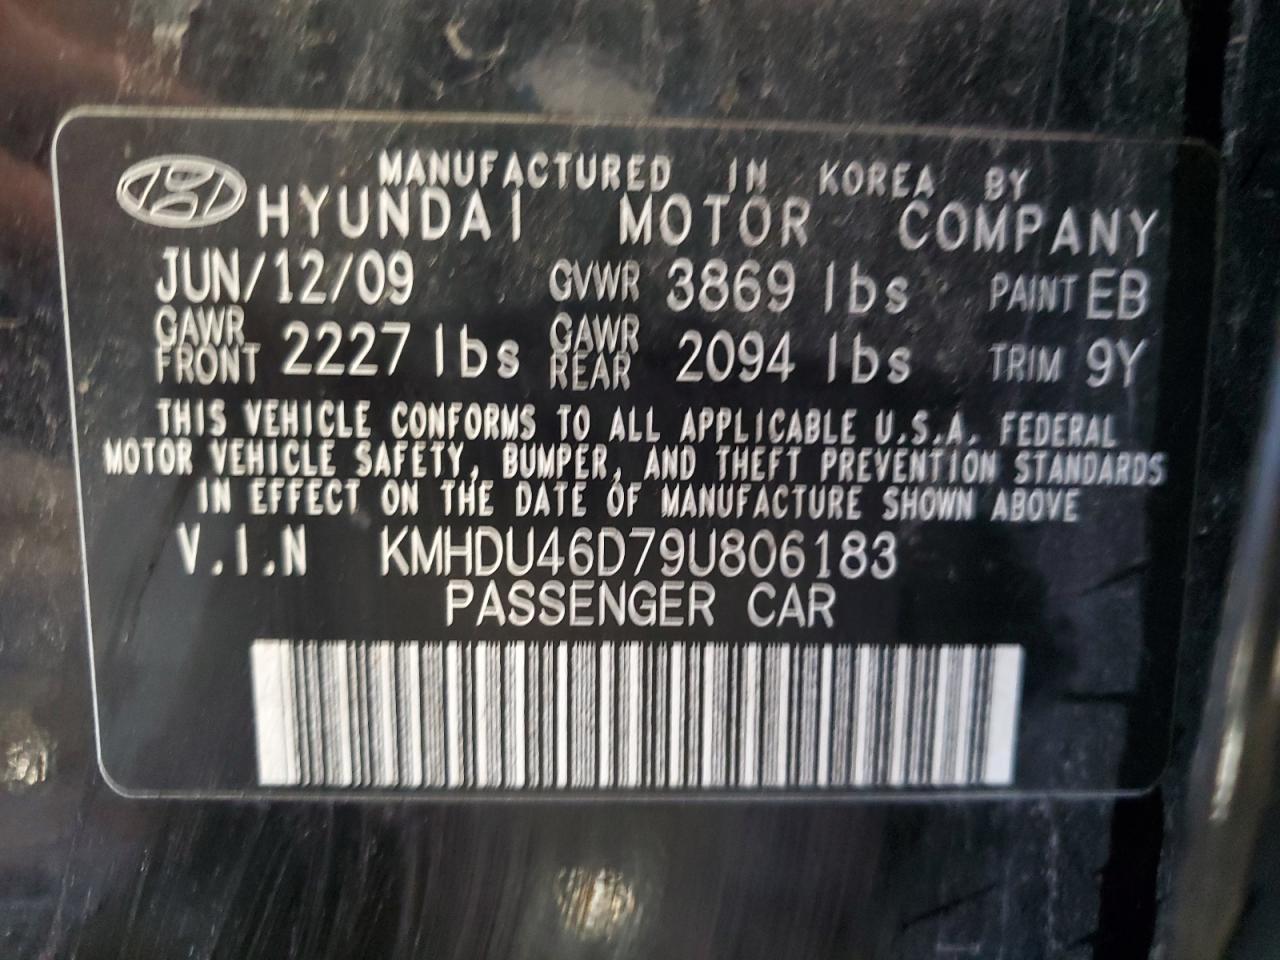 MANUFACTURED IN KOREA BY
HYUNDAI MOTOR COMPANY
JUN/12/09 GVWR 3869 lbs PAINT EB
GAWR FRONT 2227 lbs GAWR REAR 2094 lbs TRIM 9Y
THIS VEHICLE CONFORMS TO ALL APPLICABLE U.S.A. FEDERAL
MOTOR VEHICLE SAFETY, BUMPER, AND THEFT PREVENTION STANDARDS
IN EFFECT ON THE DATE OF MANUFACTURE SHOWN ABOVE
V.I.N KMHDU46D79U806183
PASSENGER CAR